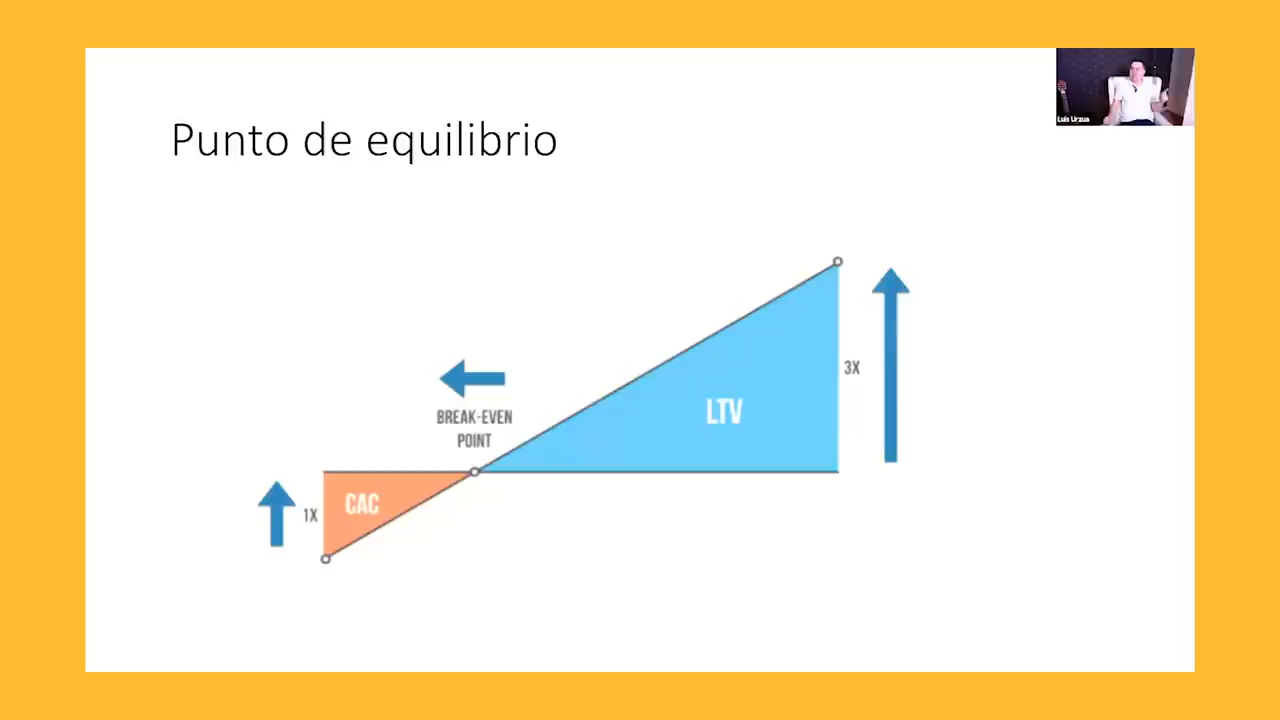 Luis Urzua
Punto de equilibrio
3X
BREAK-EVEN
POINT
LTV
CAC
1X